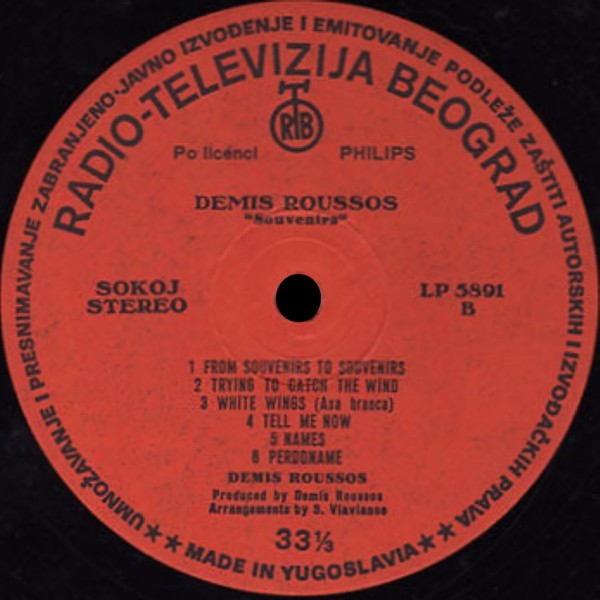 UMNOŽAVANJE I PRESNIMAVANJE ZABRANJENO·JAVNO IZVOĐENJE I EMITOVANJE PODLEŽE ZAŠTITI AUTORSKIH I IZVOĐAČKIH PRAVA
RADIO-TELEVIZIJA BEOGRAD
RTB
Po licenci PHILIPS
DEMIS ROUSSOS
"Souvenirs"
SOKOJ LP 5891
STEREO B
1 FROM SOUVENIRS TO SOUVENIRS
2 TRYING TO CATCH THE WIND
3 WHITE WINGS (Asa branca)
4 TELL ME NOW
5 NAMES
6 PERDONAME
DEMIS ROUSSOS
Produced by Demis Roussos
Arrangements by S. Vlavianos
33⅓
★★ MADE IN YUGOSLAVIA ★★